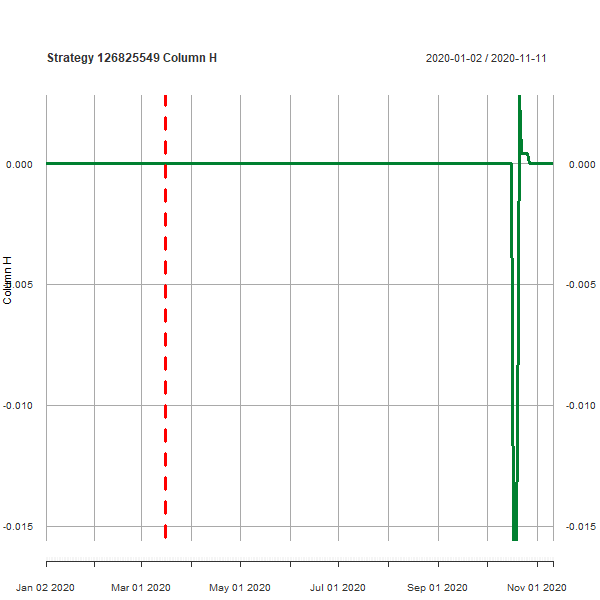 Strategy 126825549 Column H
2020-01-02 / 2020-11-11
0.000 0.000
Column H
-0.005 -0.005
-0.010 -0.010
-0.015 -0.015
Jan 02 2020 Mar 01 2020 May 01 2020 Jul 01 2020 Sep 01 2020 Nov 01 2020